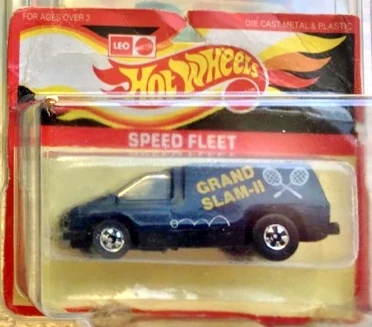 FOR AGES OVER 3
DIE CAST METAL & PLASTIC
LEO
Hot Wheels
SPEED FLEET
GRAND
SLAM-II